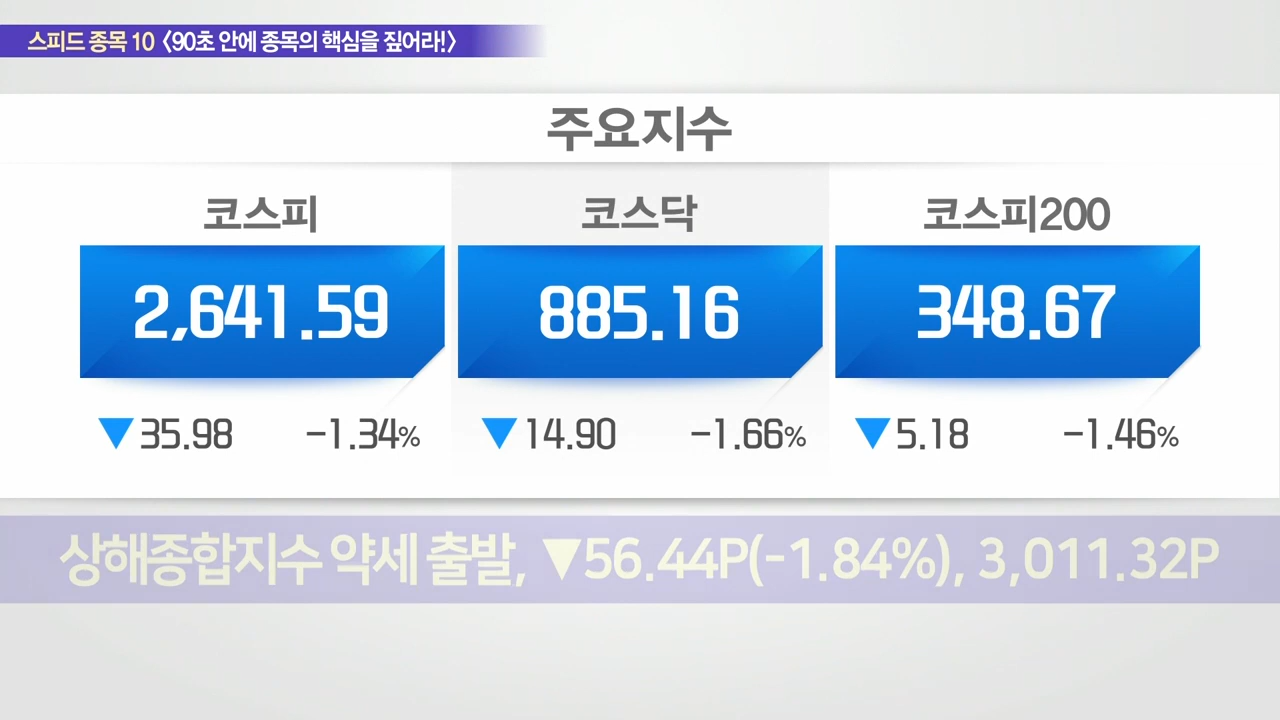 스피드 종목 10 〈90초 안에 종목의 핵심을 짚어라!〉
주요지수
코스피 코스닥 코스피200
2,641.59 885.16 348.67
▼35.98 -1.34% ▼14.90 -1.66% ▼5.18 -1.46%
상해종합지수 약세 출발, ▼56.44P(-1.84%), 3,011.32P